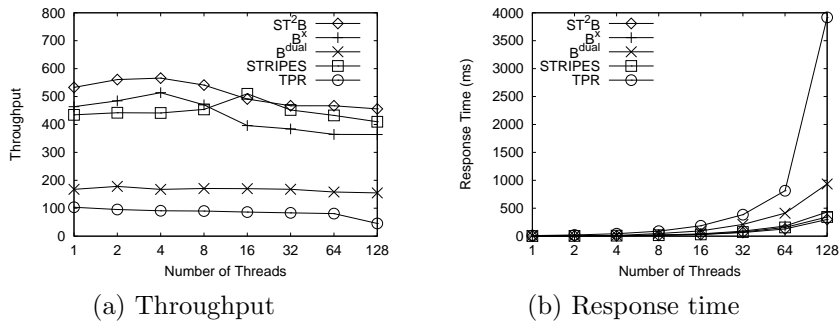 Throughput
800
700
600
500
400
300
200
100
0
ST²B
Bˣ
Bᵈᵘᵃˡ
STRIPES
TPR
1 2 4 8 16 32 64 128
Number of Threads
(a) Throughput
Response Time (ms)
4000
3500
3000
2500
2000
1500
1000
500
0
ST²B
Bˣ
Bᵈᵘᵃˡ
STRIPES
TPR
1 2 4 8 16 32 64 128
Number of Threads
(b) Response time